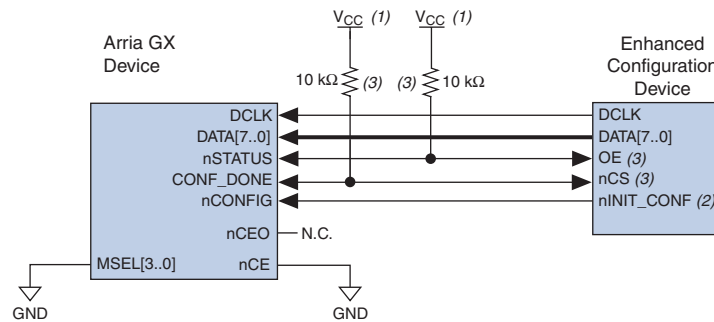 V_CC (1) V_CC (1)
Arria GX
Device
Enhanced
Configuration
Device
10 kΩ (3) (3) 10 kΩ
DCLK DCLK
DATA[7..0] DATA[7..0]
nSTATUS OE (3)
CONF_DONE nCS (3)
nCONFIG nINIT_CONF (2)
nCEO N.C.
MSEL[3..0] nCE
GND GND